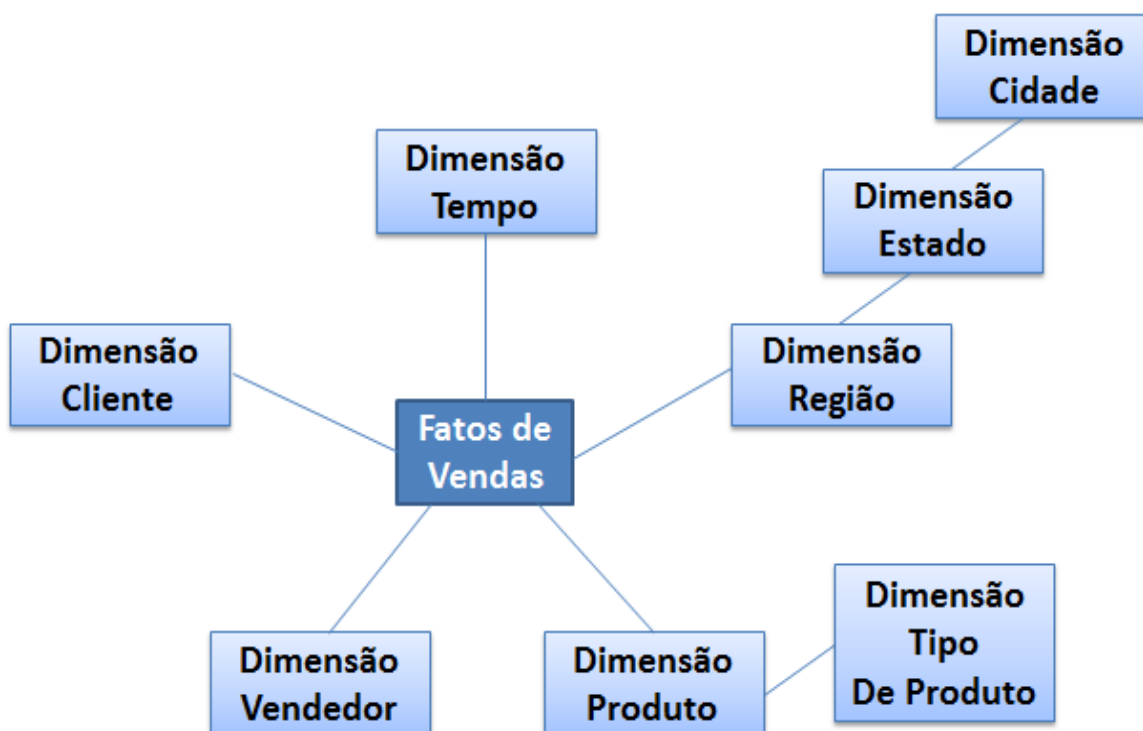 Dimensão
Cidade
Dimensão
Tempo
Dimensão
Estado
Dimensão
Cliente
Dimensão
Região
Fatos de
Vendas
Dimensão
Tipo
De Produto
Dimensão
Vendedor
Dimensão
Produto